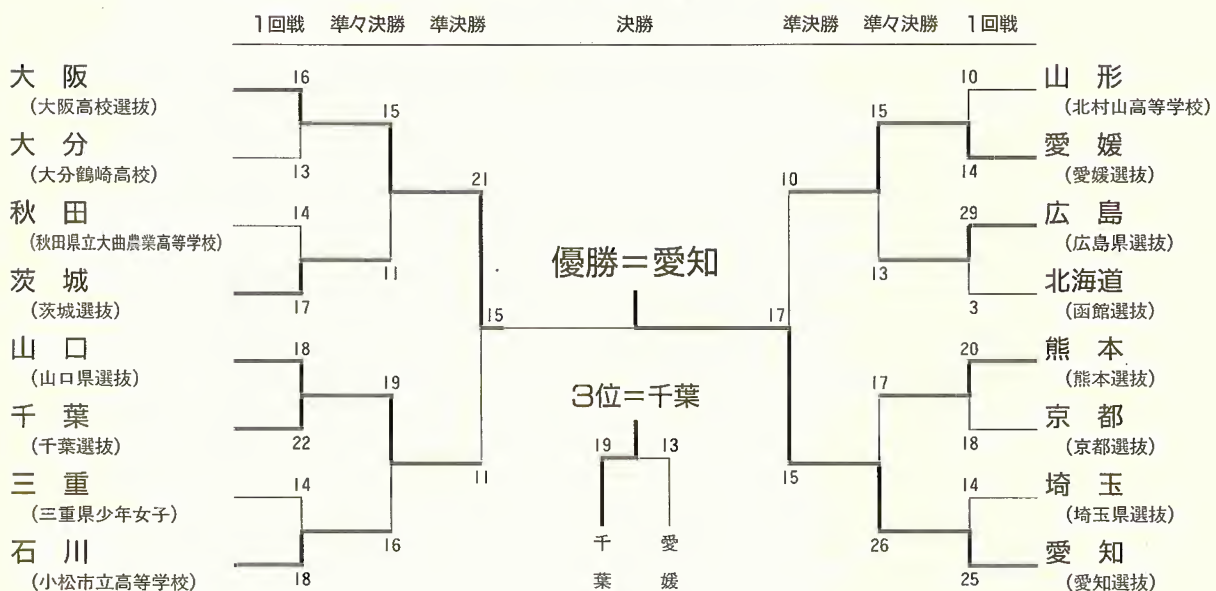 1回戦 準々決勝 準決勝 決勝 準決勝 準々決勝 1回戦
大阪
(大阪高校選抜)
16
大分
(大分鶴崎高校)
13
15
秋田
(秋田県立大曲農業高等学校)
14
茨城
(茨城選抜)
17
11
21
山口
(山口県選抜)
18
千葉
(千葉選抜)
22
19
三重
(三重県少年女子)
14
石川
(小松市立高等学校)
18
16
11
15
優勝=愛知
17
3位=千葉
19 13
千葉
愛媛
10
山形
(北村山高等学校)
10
愛媛
(愛媛選抜)
14
15
広島
(広島県選抜)
29
北海道
(函館選抜)
3
13
熊本
(熊本選抜)
20
京都
(京都選抜)
18
17
埼玉
(埼玉県選抜)
14
愛知
(愛知選抜)
25
26
15